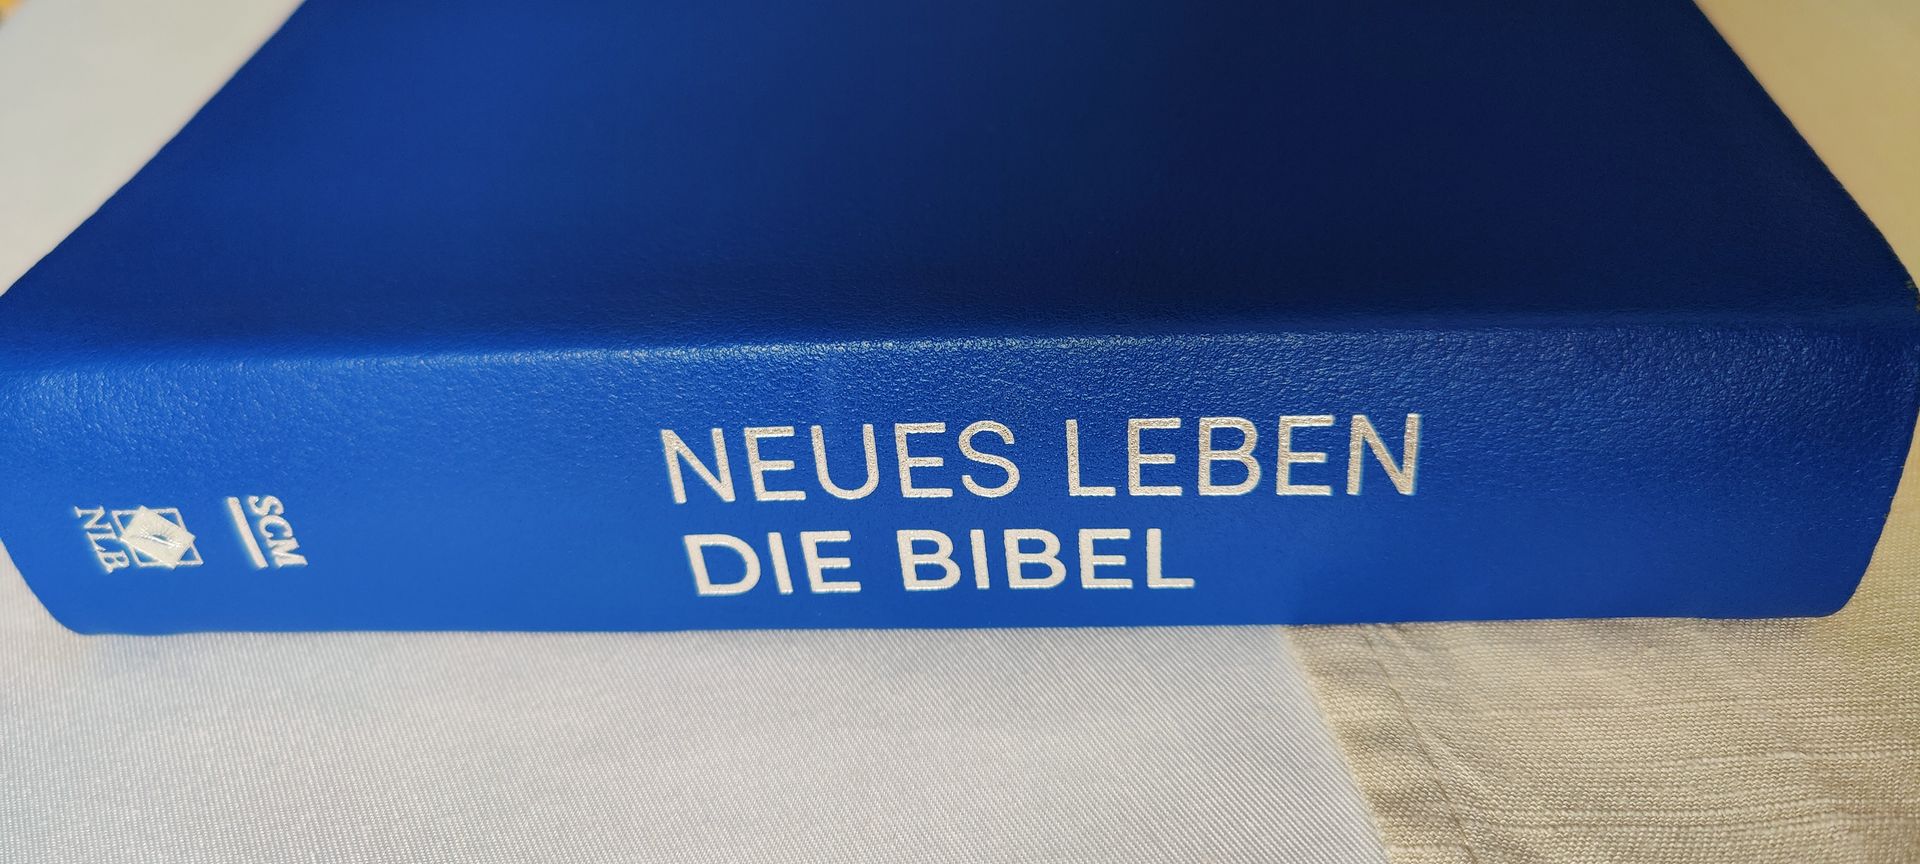 NEUES LEBEN
DIE BIBEL
SCM
NLB